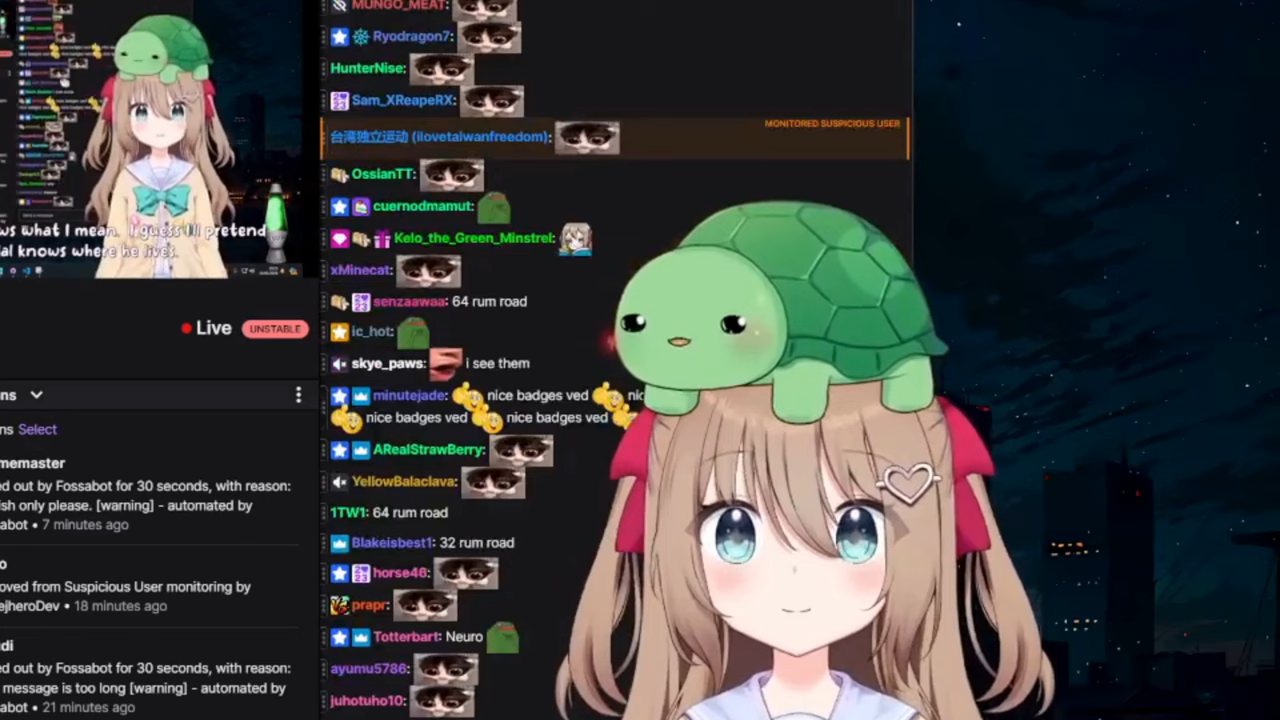 ws what I mean. I guess I'll pretend
al knows where he lives.
Live UNSTABLE
ns
ns Select
memaster
ed out by Fossabot for 30 seconds, with reason:
ish only please. [warning] - automated by
abot • 7 minutes ago
o
oved from Suspicious User monitoring by
ejheroDev • 18 minutes ago
di
ed out by Fossabot for 30 seconds, with reason:
message is too long [warning] - automated by
abot • 21 minutes ago
MUNGO_MEAT:
Ryodragon7:
HunterNise:
Sam_XReapeRX:
MONITORED SUSPICIOUS USER
台湾独立运动 (ilovetaiwanfreedom):
OssianTT:
cuernodmamut:
Kelo_the_Green_Minstrel:
xMinecat:
senzaawaa: 64 rum road
ic_hot:
skye_paws: i see them
minutejade: nice badges ved nic
nice badges ved nice badges ved
ARealStrawBerry:
YellowBalaclava:
1TW1: 64 rum road
Blakeisbest1: 32 rum road
horse46:
prapr:
Totterbart: Neuro
ayumu5786:
juhotuho10: